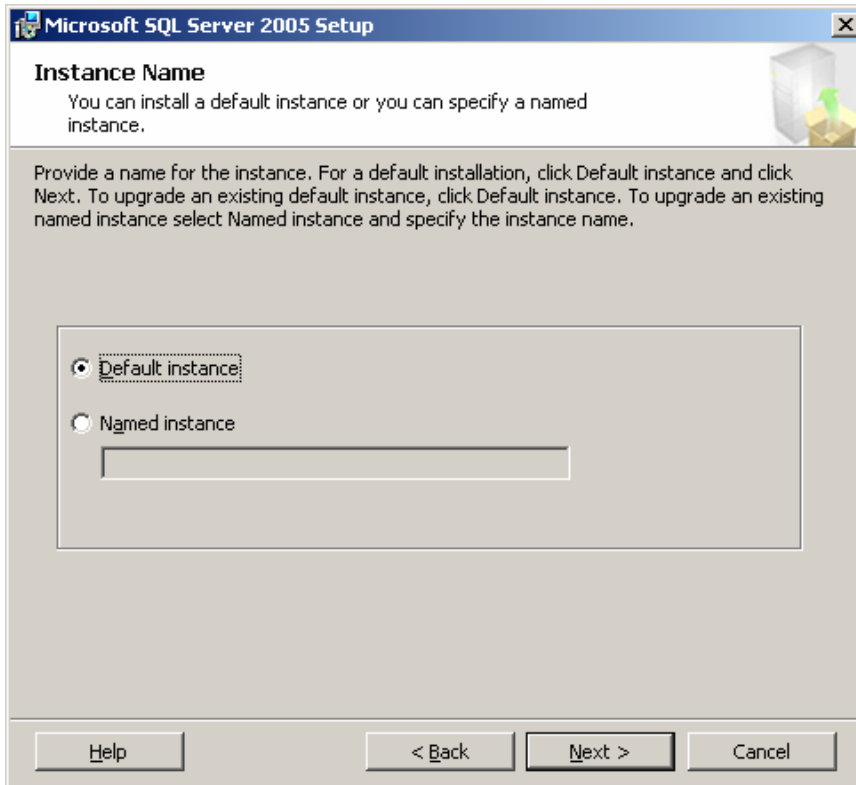 Microsoft SQL Server 2005 Setup
Instance Name
You can install a default instance or you can specify a named
instance.
Provide a name for the instance. For a default installation, click Default instance and click
Next. To upgrade an existing default instance, click Default instance. To upgrade an existing
named instance select Named instance and specify the instance name.
Default instance
Named instance
Help
< Back
Next >
Cancel